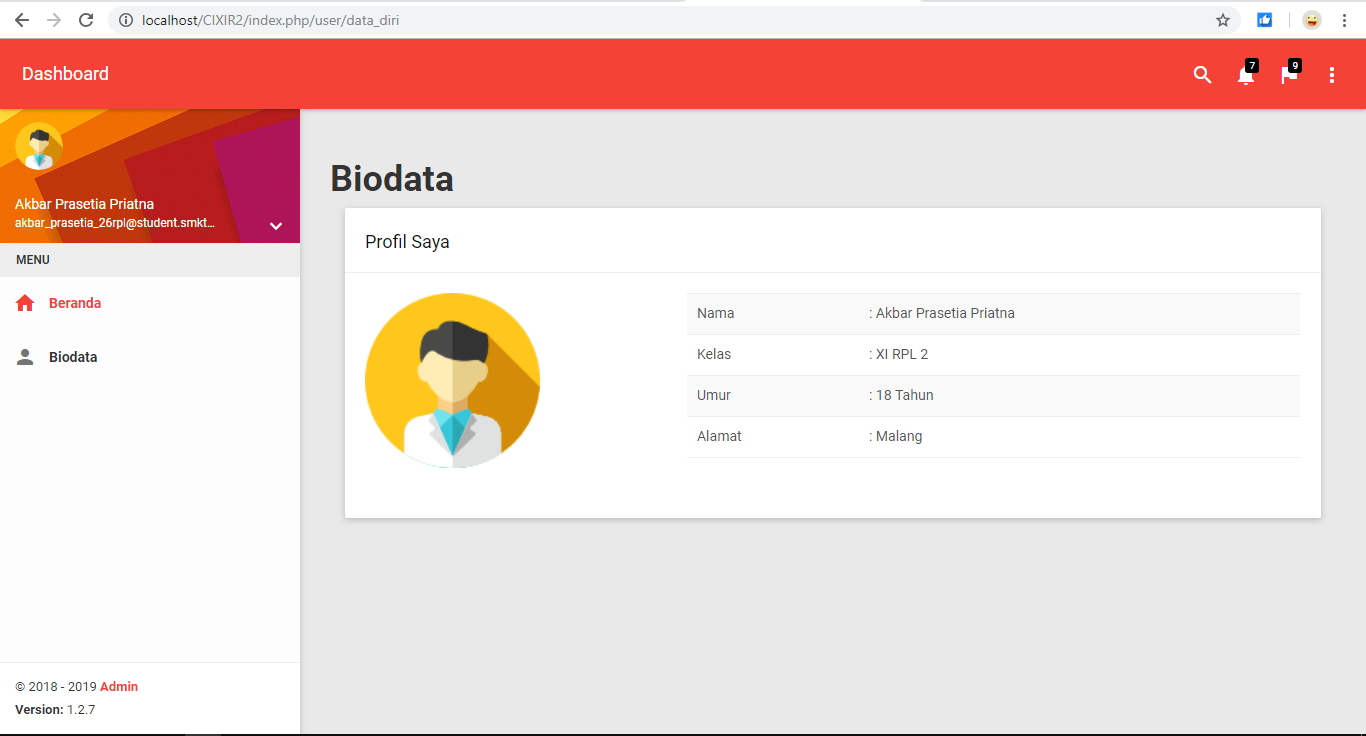 localhost/CIXIR2/index.php/user/data_diri
Dashboard
7
9
Akbar Prasetia Priatna
akbar_prasetia_26rpl@student.smkt...
MENU
Beranda
Biodata
Biodata
Profil Saya
Nama : Akbar Prasetia Priatna
Kelas : XI RPL 2
Umur : 18 Tahun
Alamat : Malang
© 2018 - 2019 Admin
Version: 1.2.7